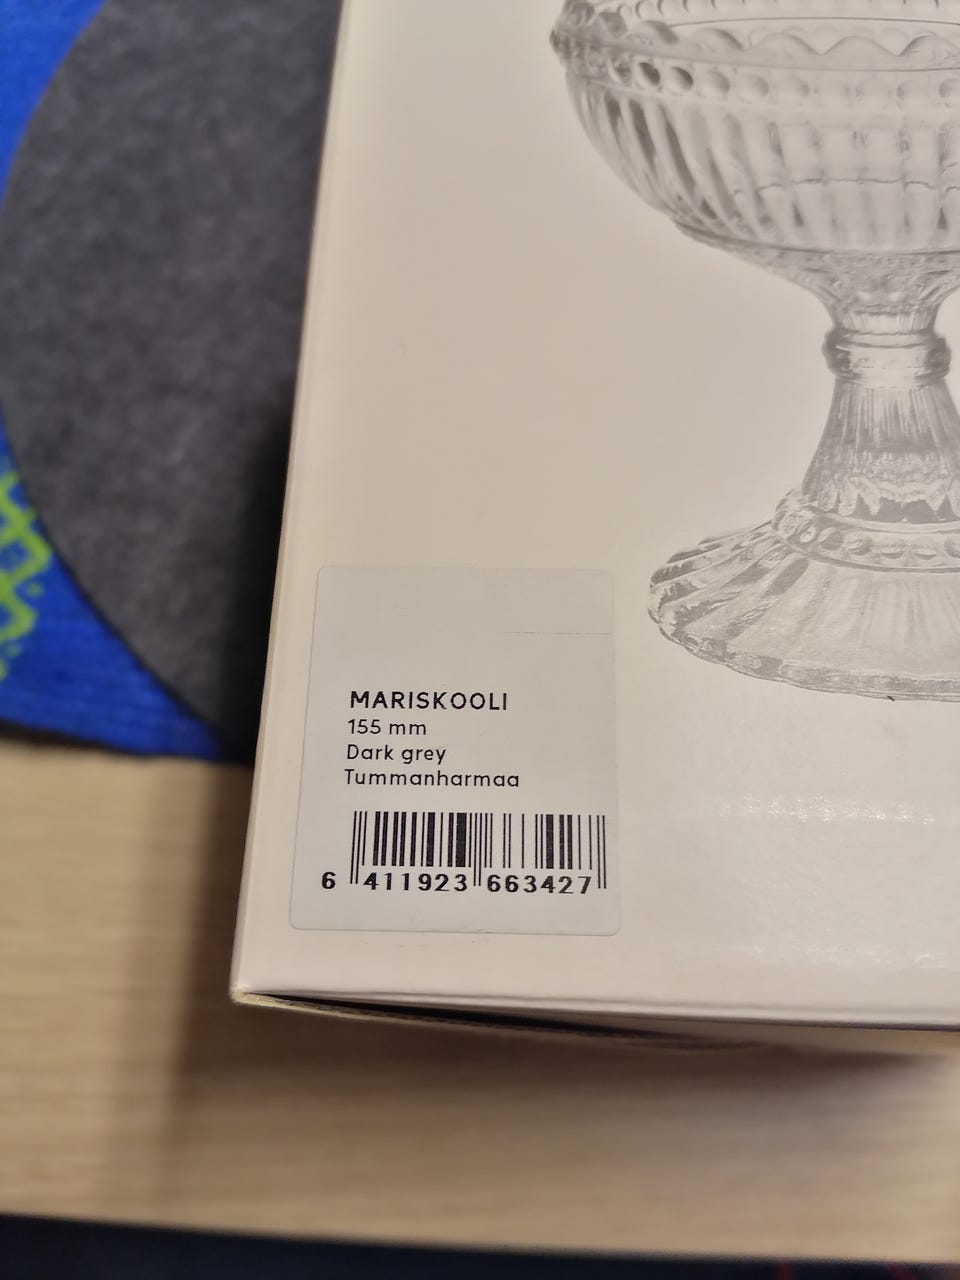 MARISKOOLI
155 mm
Dark grey
Tummanharmaa
6 411923 663427